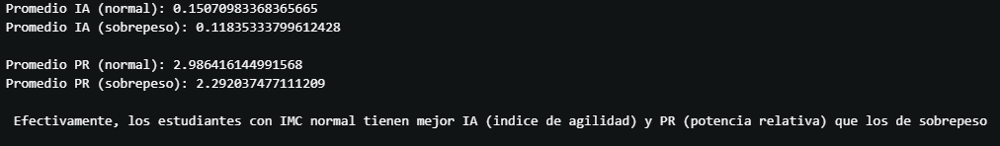 Promedio IA (normal): 0.15070983368365665
Promedio IA (sobrepeso): 0.11835333799612428
Promedio PR (normal): 2.986416144991568
Promedio PR (sobrepeso): 2.292037477111209
Efectivamente, los estudiantes con IMC normal tienen mejor IA (indice de agilidad) y PR (potencia relativa) que los de sobrepeso